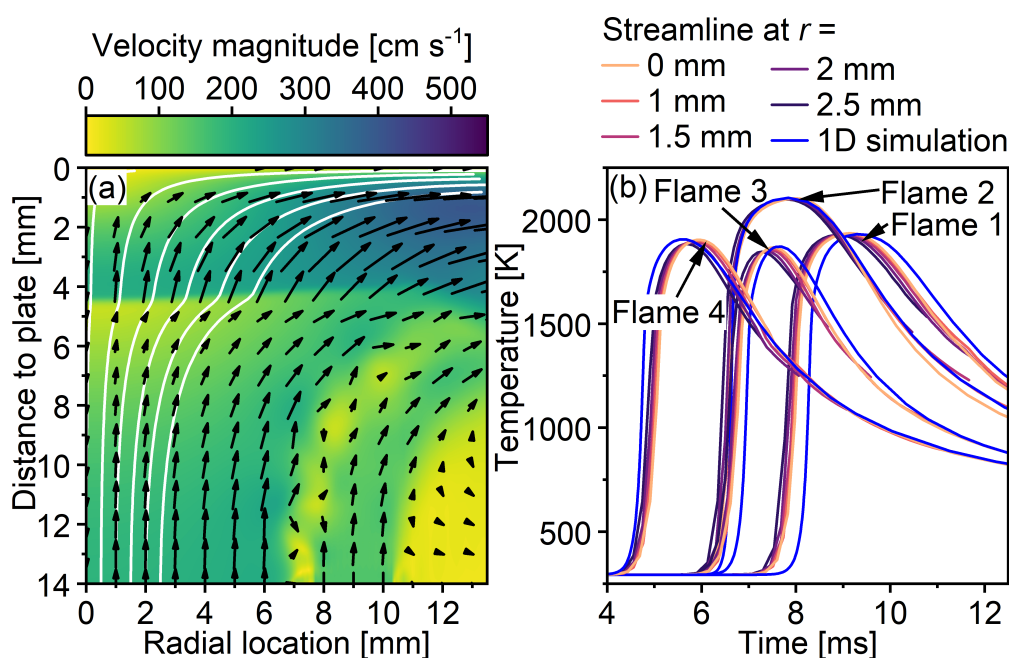 Velocity magnitude [cm s⁻¹]
0 100 200 300 400 500
Streamline at r =
0 mm
2 mm
1 mm
2.5 mm
1.5 mm
1D simulation
(a)
Distance to plate [mm]
0
2
4
6
8
10
12
14
0 2 4 6 8 10
Radial location [mm]
(b)
Flame 3
Flame 2
Flame 1
Flame 4
Temperature [K]
2000
1500
1000
500
4 6 8 10 12
Time [ms]